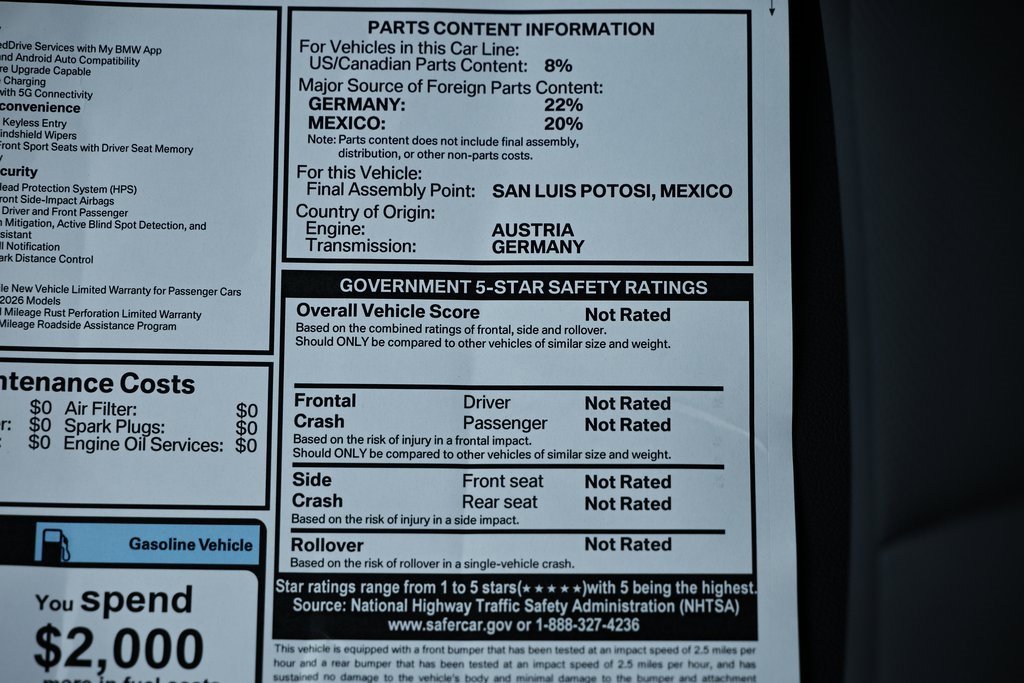 edDrive Services with My BMW App
and Android Auto Compatibility
re Upgrade Capable
Charging
with 5G Connectivity
convenience
Keyless Entry
indshield Wipers
Front Sport Seats with Driver Seat Memory
curity
Head Protection System (HPS)
ront Side-Impact Airbags
Driver and Front Passenger
n Mitigation, Active Blind Spot Detection, and
sistant
ll Notification
ark Distance Control
le New Vehicle Limited Warranty for Passenger Cars
2026 Models
d Mileage Rust Perforation Limited Warranty
Mileage Roadside Assistance Program
ntenance Costs
$0 Air Filter: $0
r: $0 Spark Plugs: $0
: $0 Engine Oil Services: $0
Gasoline Vehicle
You spend
$2,000
more in fuel costs
PARTS CONTENT INFORMATION
For Vehicles in this Car Line:
US/Canadian Parts Content: 8%
Major Source of Foreign Parts Content:
GERMANY: 22%
MEXICO: 20%
Note: Parts content does not include final assembly,
distribution, or other non-parts costs.
For this Vehicle:
Final Assembly Point: SAN LUIS POTOSI, MEXICO
Country of Origin:
Engine: AUSTRIA
Transmission: GERMANY
GOVERNMENT 5-STAR SAFETY RATINGS
Overall Vehicle Score Not Rated
Based on the combined ratings of frontal, side and rollover.
Should ONLY be compared to other vehicles of similar size and weight.
Frontal Driver Not Rated
Crash Passenger Not Rated
Based on the risk of injury in a frontal impact.
Should ONLY be compared to other vehicles of similar size and weight.
Side Front seat Not Rated
Crash Rear seat Not Rated
Based on the risk of injury in a side impact.
Rollover Not Rated
Based on the risk of rollover in a single-vehicle crash.
Star ratings range from 1 to 5 stars(★★★★★)with 5 being the highest.
Source: National Highway Traffic Safety Administration (NHTSA)
www.safercar.gov or 1-888-327-4236
This vehicle is equipped with a front bumper that has been tested at an impact speed of 2.5 miles per
hour and a rear bumper that has been tested at an impact speed of 2.5 miles per hour, and has
sustained no damage to the vehicle's body and minimal damage to the bumper and attachment